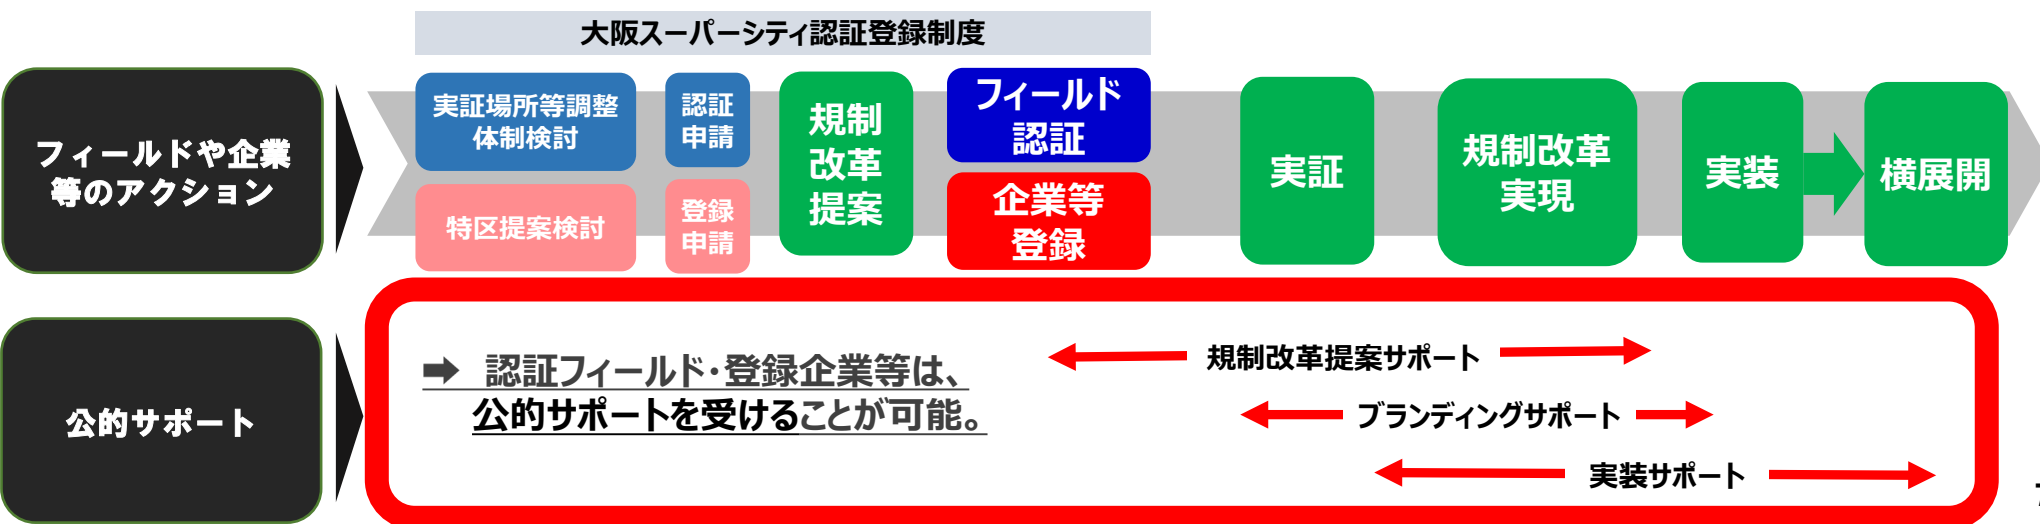 大阪スーパーシティ認証登録制度
フィールドや企業
等のアクション
実証場所等調整
体制検討
特区提案検討
認証
申請
登録
申請
規制
改革
提案
フィールド
認証
企業等
登録
実証
規制改革
実現
実装
横展開
公的サポート
➡ 認証フィールド・登録企業等は、
公的サポートを受けることが可能。
規制改革提案サポート
ブランディングサポート
実装サポート